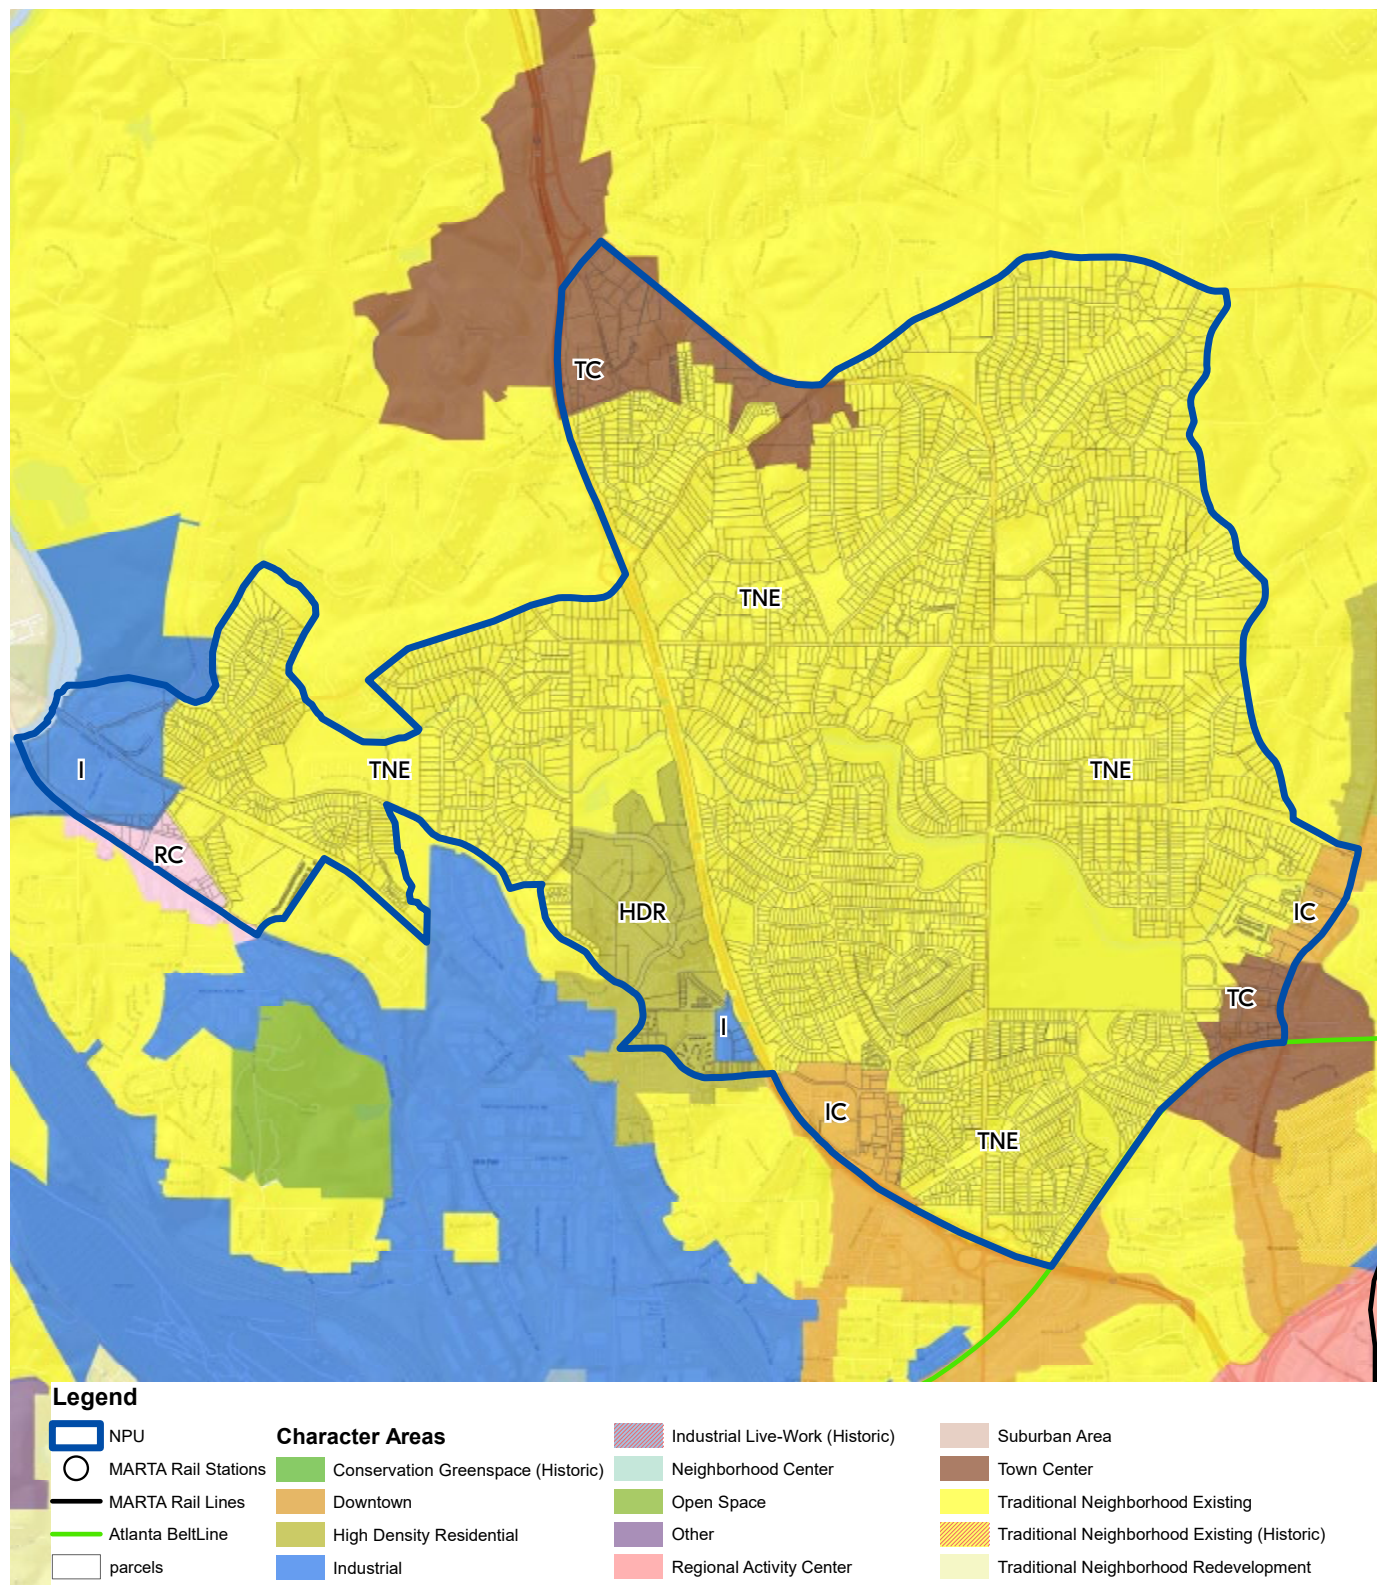 TC
TNE
I
TNE
TNE
RC
HDR
IC
TC
I
IC
TNE
Legend
NPU
MARTA Rail Stations
MARTA Rail Lines
Atlanta BeltLine
parcels
Character Areas
Conservation Greenspace (Historic)
Downtown
High Density Residential
Industrial
Industrial Live-Work (Historic)
Neighborhood Center
Open Space
Other
Regional Activity Center
Suburban Area
Town Center
Traditional Neighborhood Existing
Traditional Neighborhood Existing (Historic)
Traditional Neighborhood Redevelopment